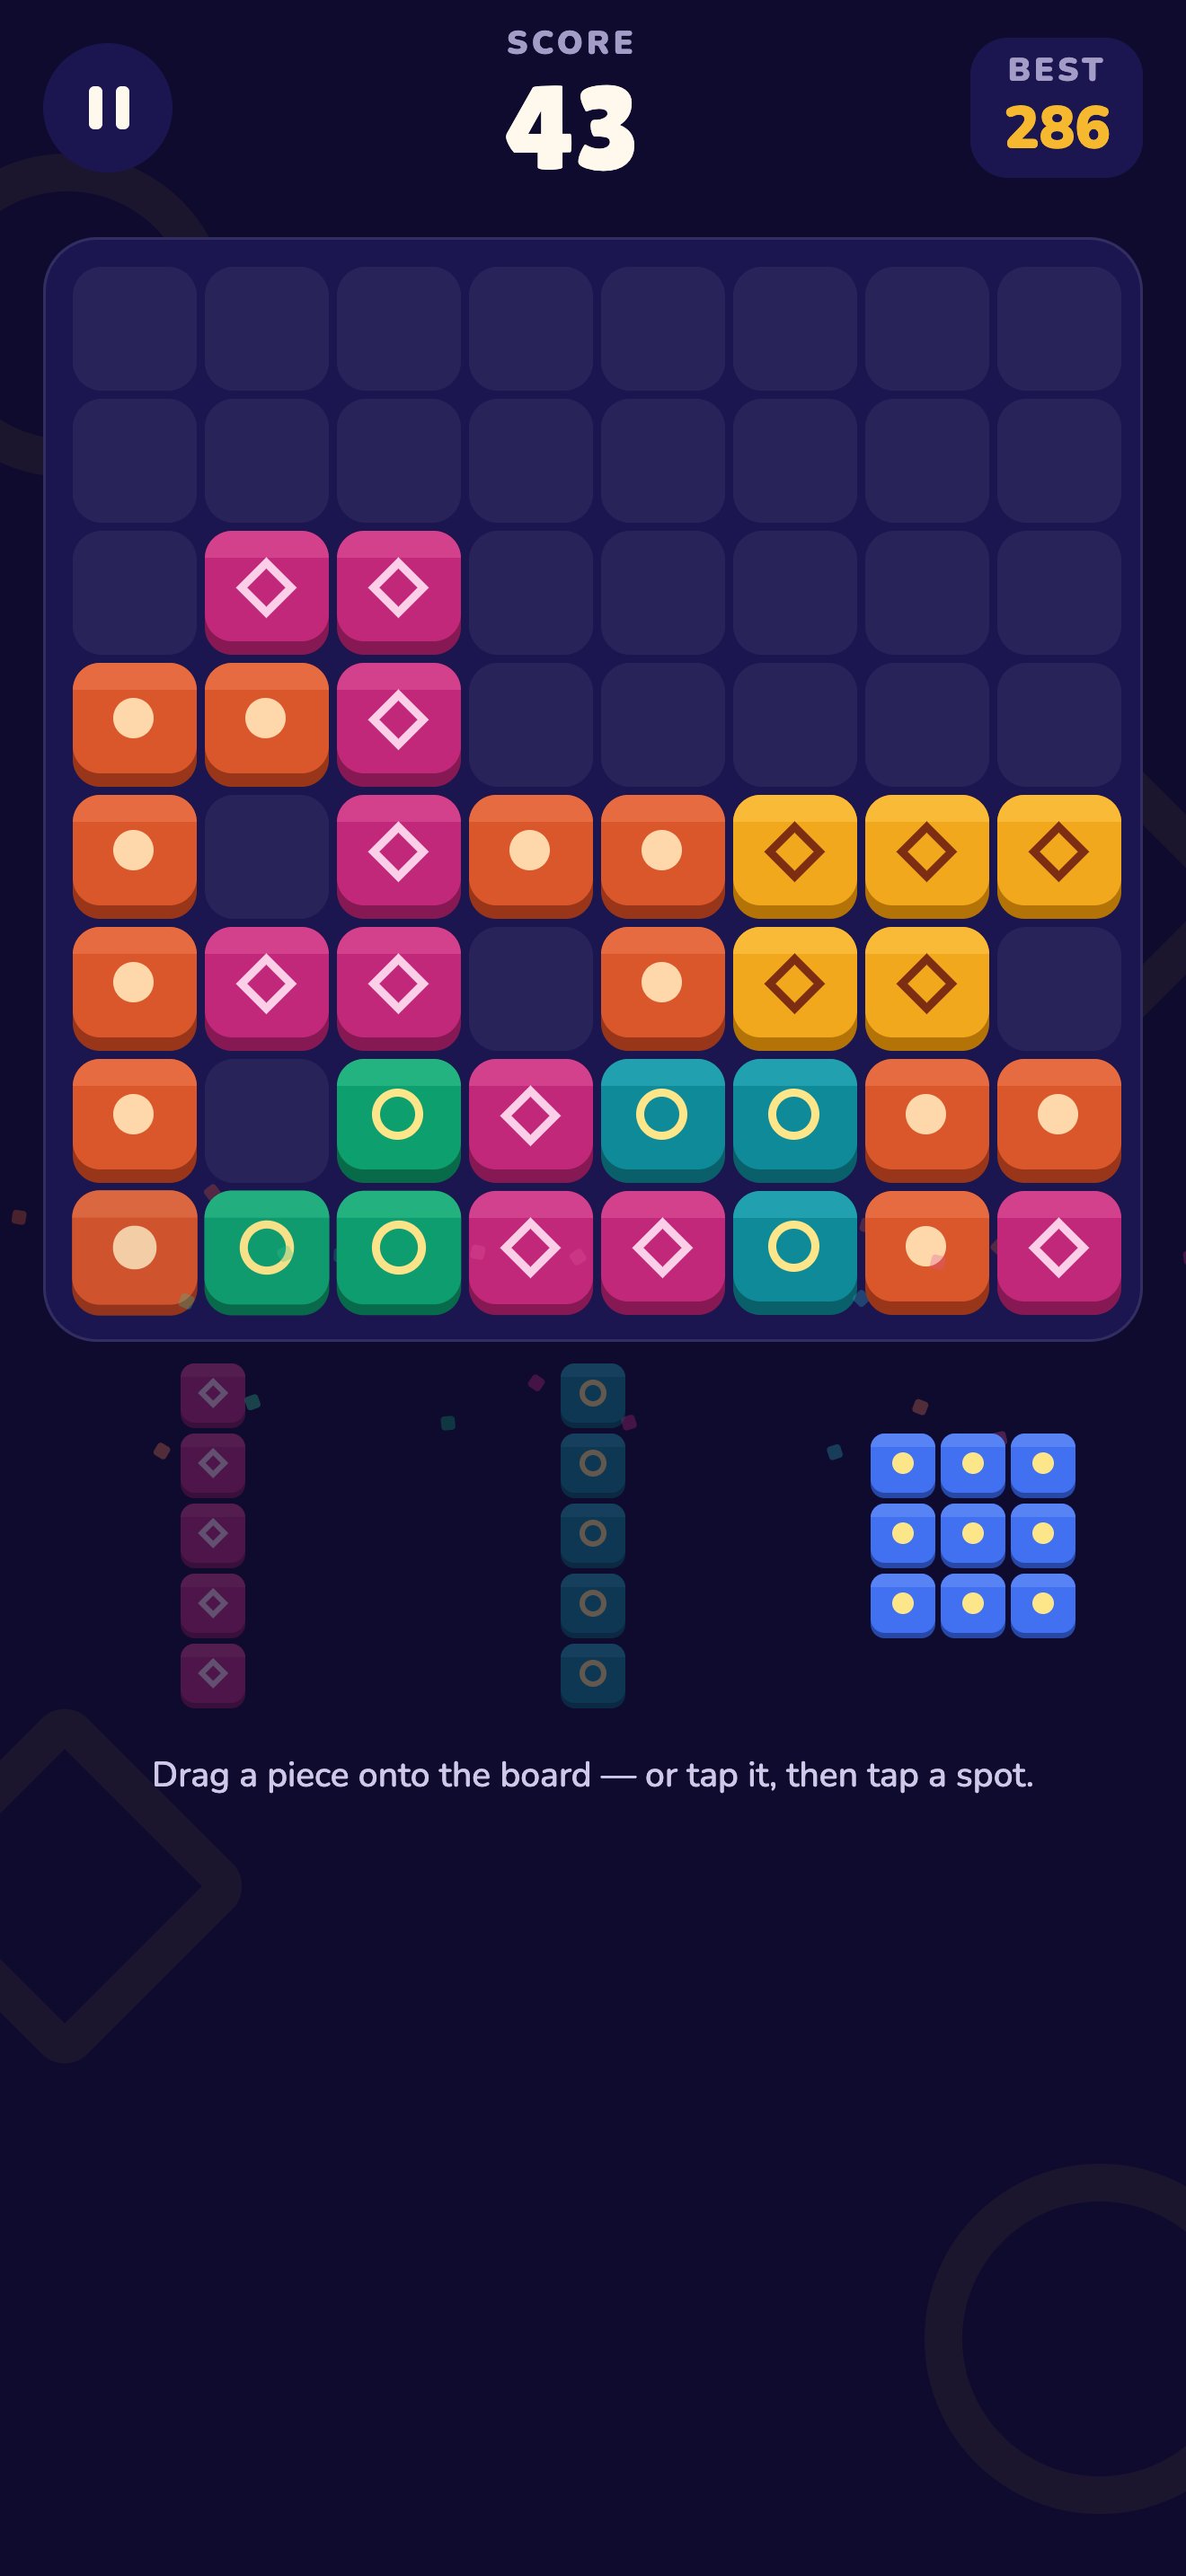 SCORE
43
BEST
286
Drag a piece onto the board — or tap it, then tap a spot.